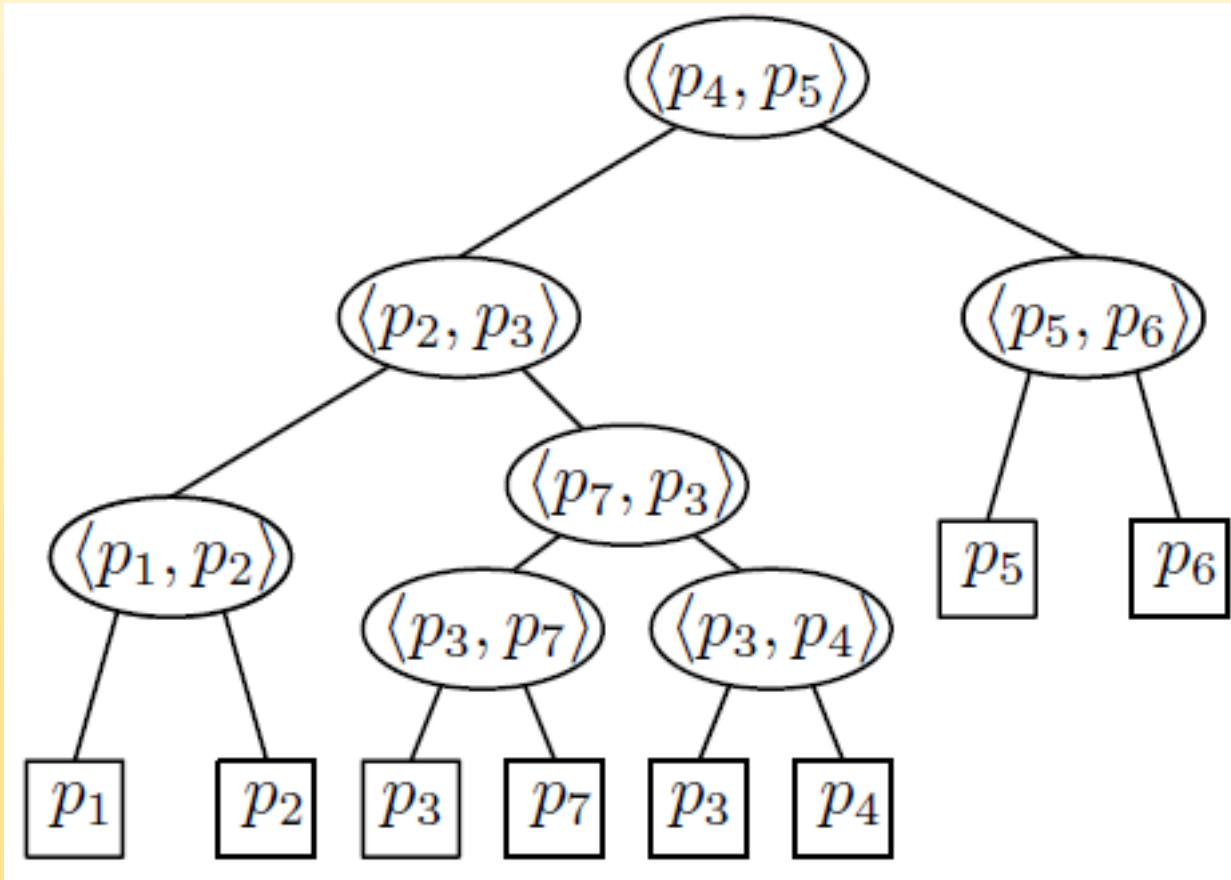 ⟨p₄, p₅⟩
⟨p₂, p₃⟩ ⟨p₅, p₆⟩
⟨p₇, p₃⟩
⟨p₁, p₂⟩ p₅ p₆
⟨p₃, p₇⟩ ⟨p₃, p₄⟩
p₁ p₂ p₃ p₇ p₃ p₄